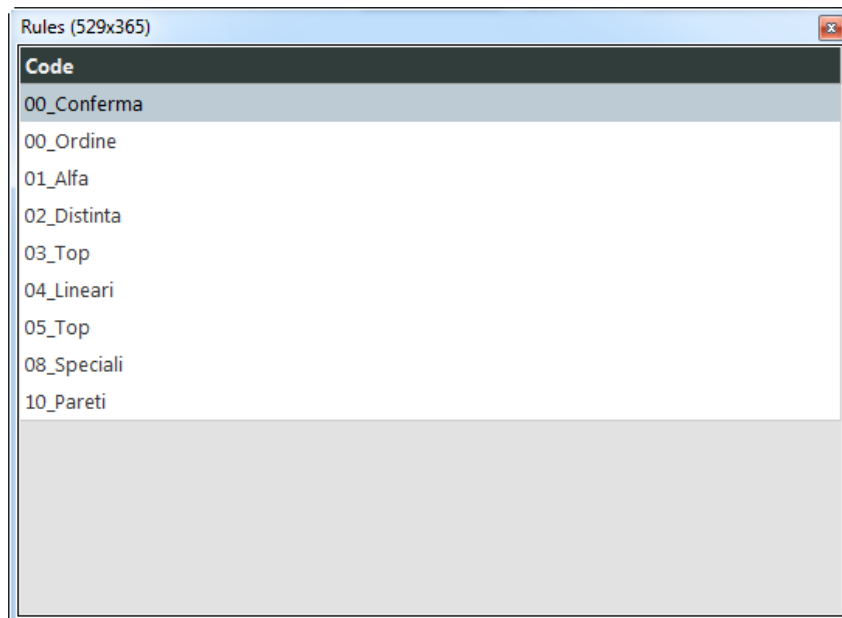 Rules (529x365)
Code
00_Conferma
00_Ordine
01_Alfa
02_Distinta
03_Top
04_Lineari
05_Top
08_Speciali
10_Pareti